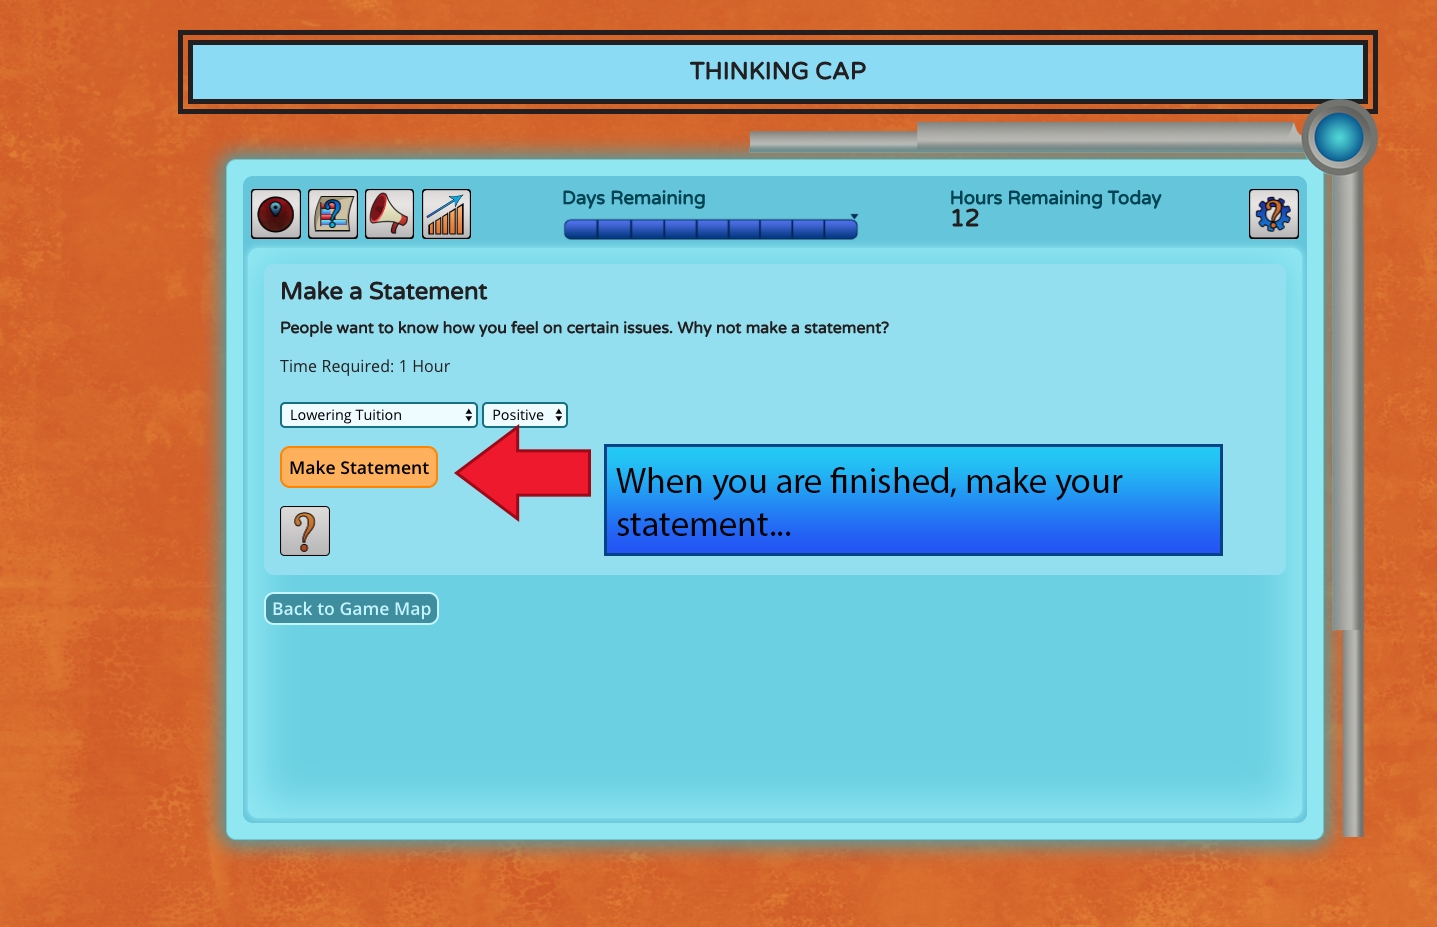 THINKING CAP
Days Remaining
Hours Remaining Today
12
Make a Statement
People want to know how you feel on certain issues. Why not make a statement?
Time Required: 1 Hour
Lowering Tuition
Positive
Make Statement
When you are finished, make your
statement...
?
Back to Game Map